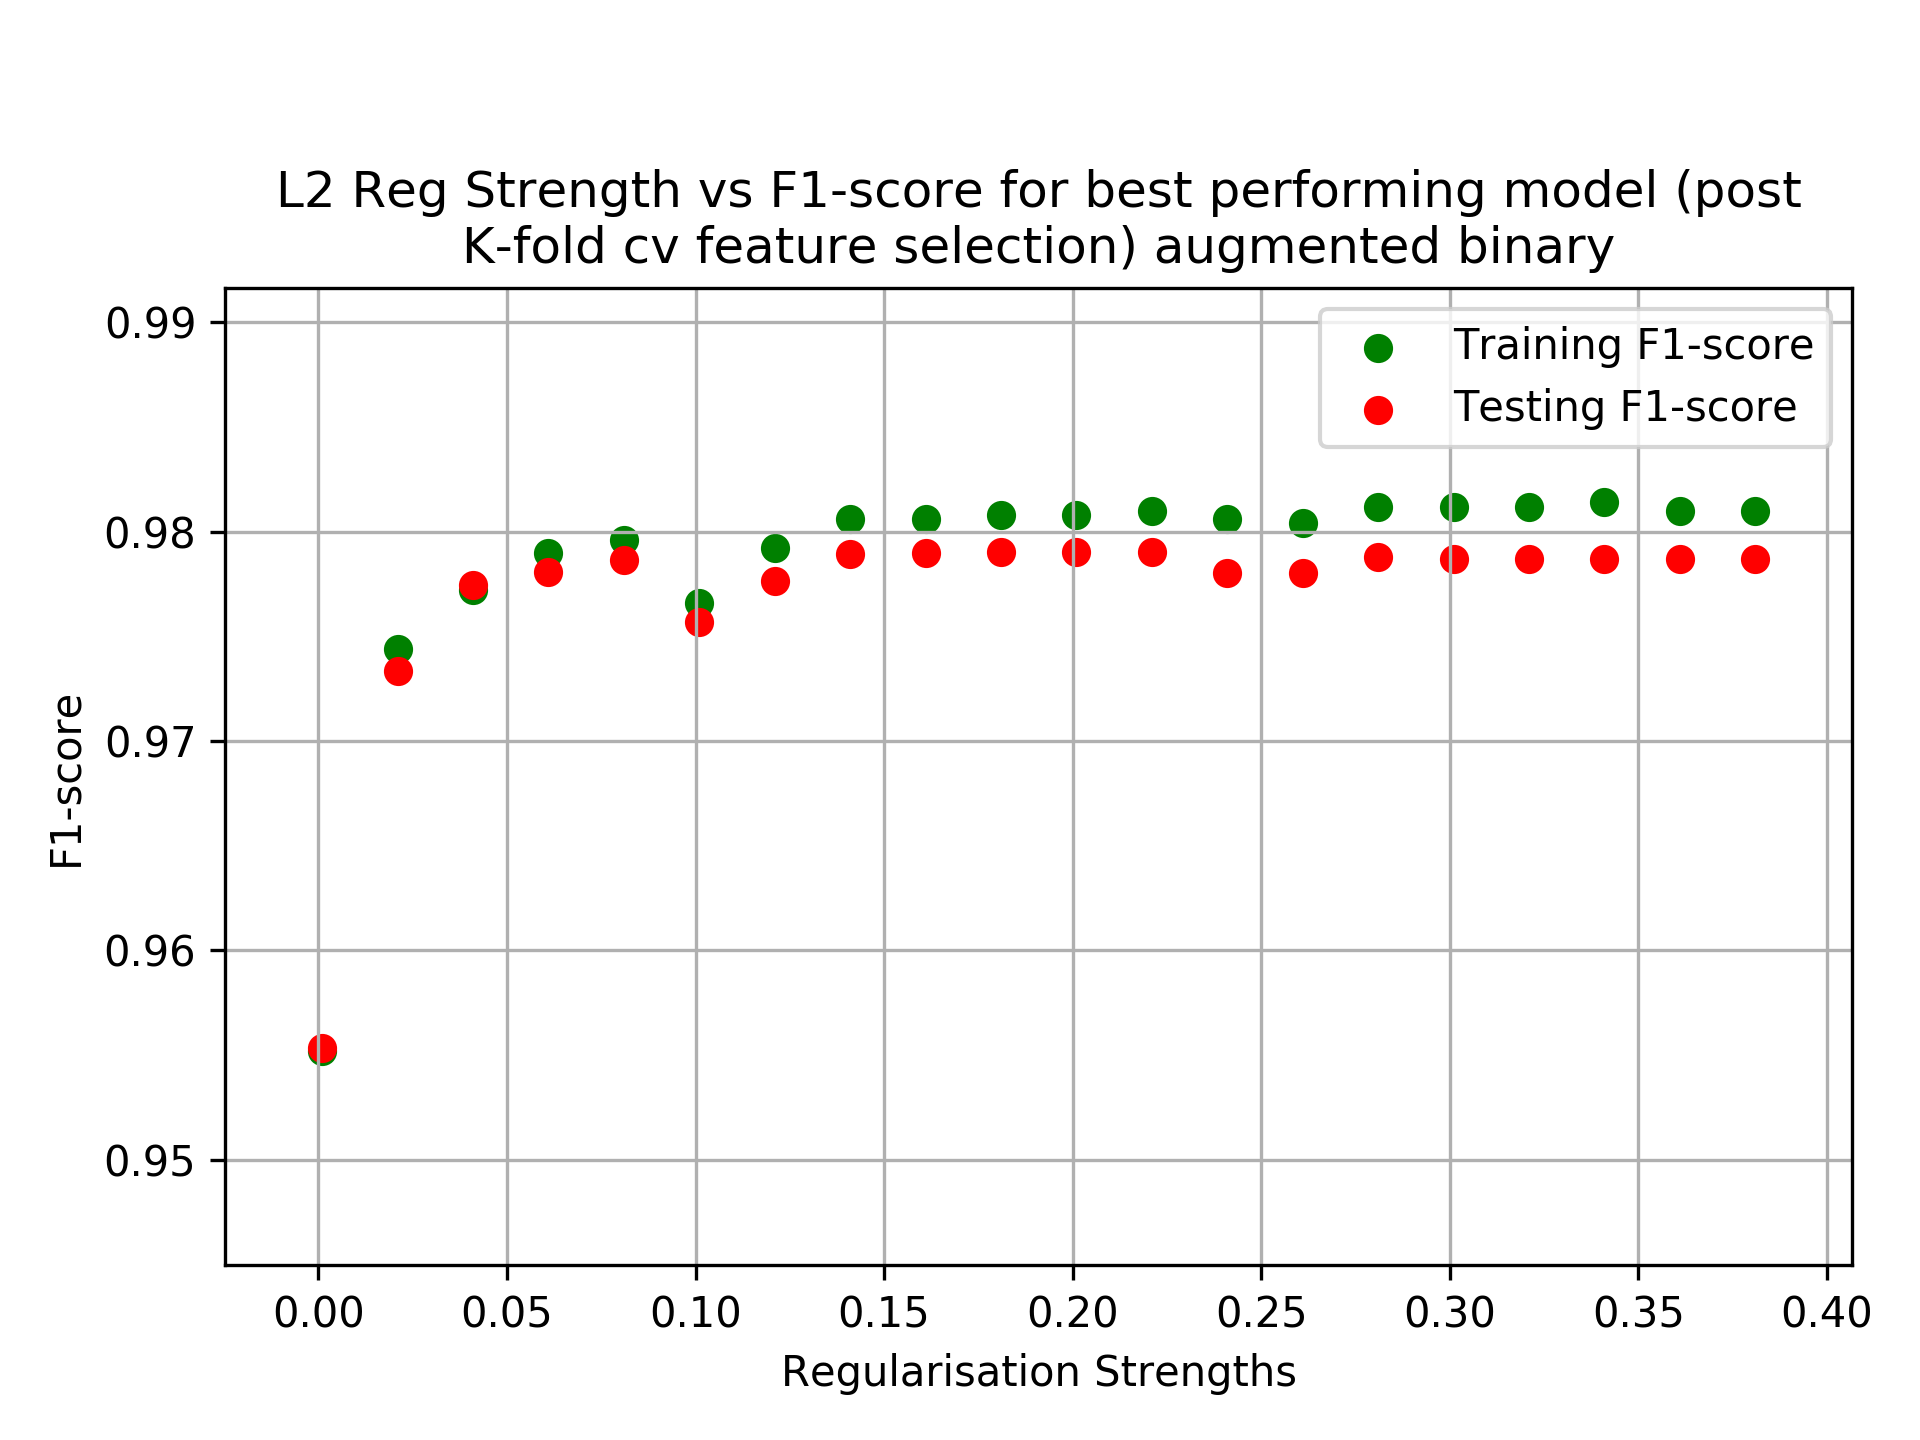 L2 Reg Strength vs F1-score for best performing model (post
K-fold cv feature selection) augmented binary
Training F1-score
Testing F1-score
0.99
0.98
0.97
0.96
0.95
F1-score
0.00 0.05 0.10 0.15 0.20 0.25 0.30 0.35 0.40
Regularisation Strengths